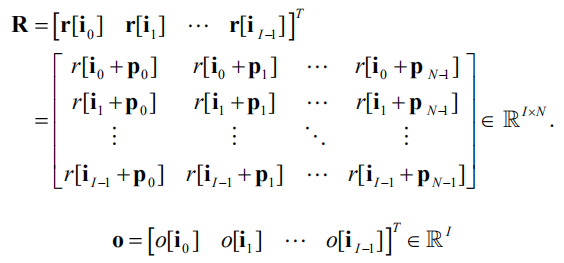 R = [r[i₀] r[i₁] ⋯ r[i_{I−1}]]ᵀ
= [ r[i₀ + p₀] r[i₀ + p₁] ⋯ r[i₀ + p_{N−1}]
r[i₁ + p₀] r[i₁ + p₁] ⋯ r[i₁ + p_{N−1}]
⋮ ⋮ ⋱ ⋮
r[i_{I−1} + p₀] r[i_{I−1} + p₁] ⋯ r[i_{I−1} + p_{N−1}] ] ∈ ℝ^{I×N}.
o = [o[i₀] o[i₁] ⋯ o[i_{I−1}]]ᵀ ∈ ℝ^I